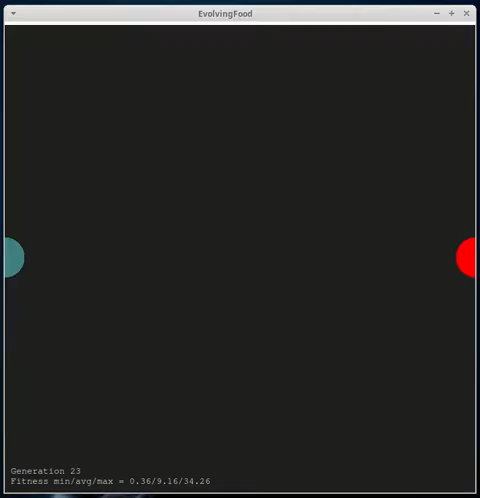 EvolvingFood
Generation 23
Fitness min/avg/max = 0.36/9.16/34.26